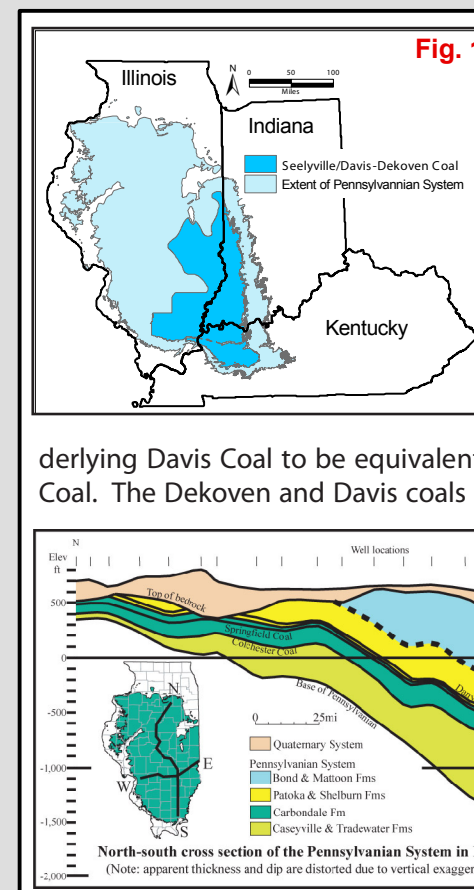 Fig. 1
Illinois
N
0 50 100
Miles
Indiana
Seelyville/Davis-Dekoven Coal
Extent of Pennsylvannian System
Kentucky
derlying Davis Coal to be equivalent
Coal. The Dekoven and Davis coals
N
Elev
ft
Well locations
500
0
-500
-1,000
-1,500
-2,000
Top of bedrock
Springfield Coal
Colchester Coal
Base of Pennsylvanian
N
W
E
S
0 25mi
Quaternary System
Pennsylvanian System
Bond & Mattoon Fms
Patoka & Shelburn Fms
Carbondale Fm
Caseyville & Tradewater Fms
North-south cross section of the Pennsylvanian System in
(Note: apparent thickness and dip are distorted due to vertical